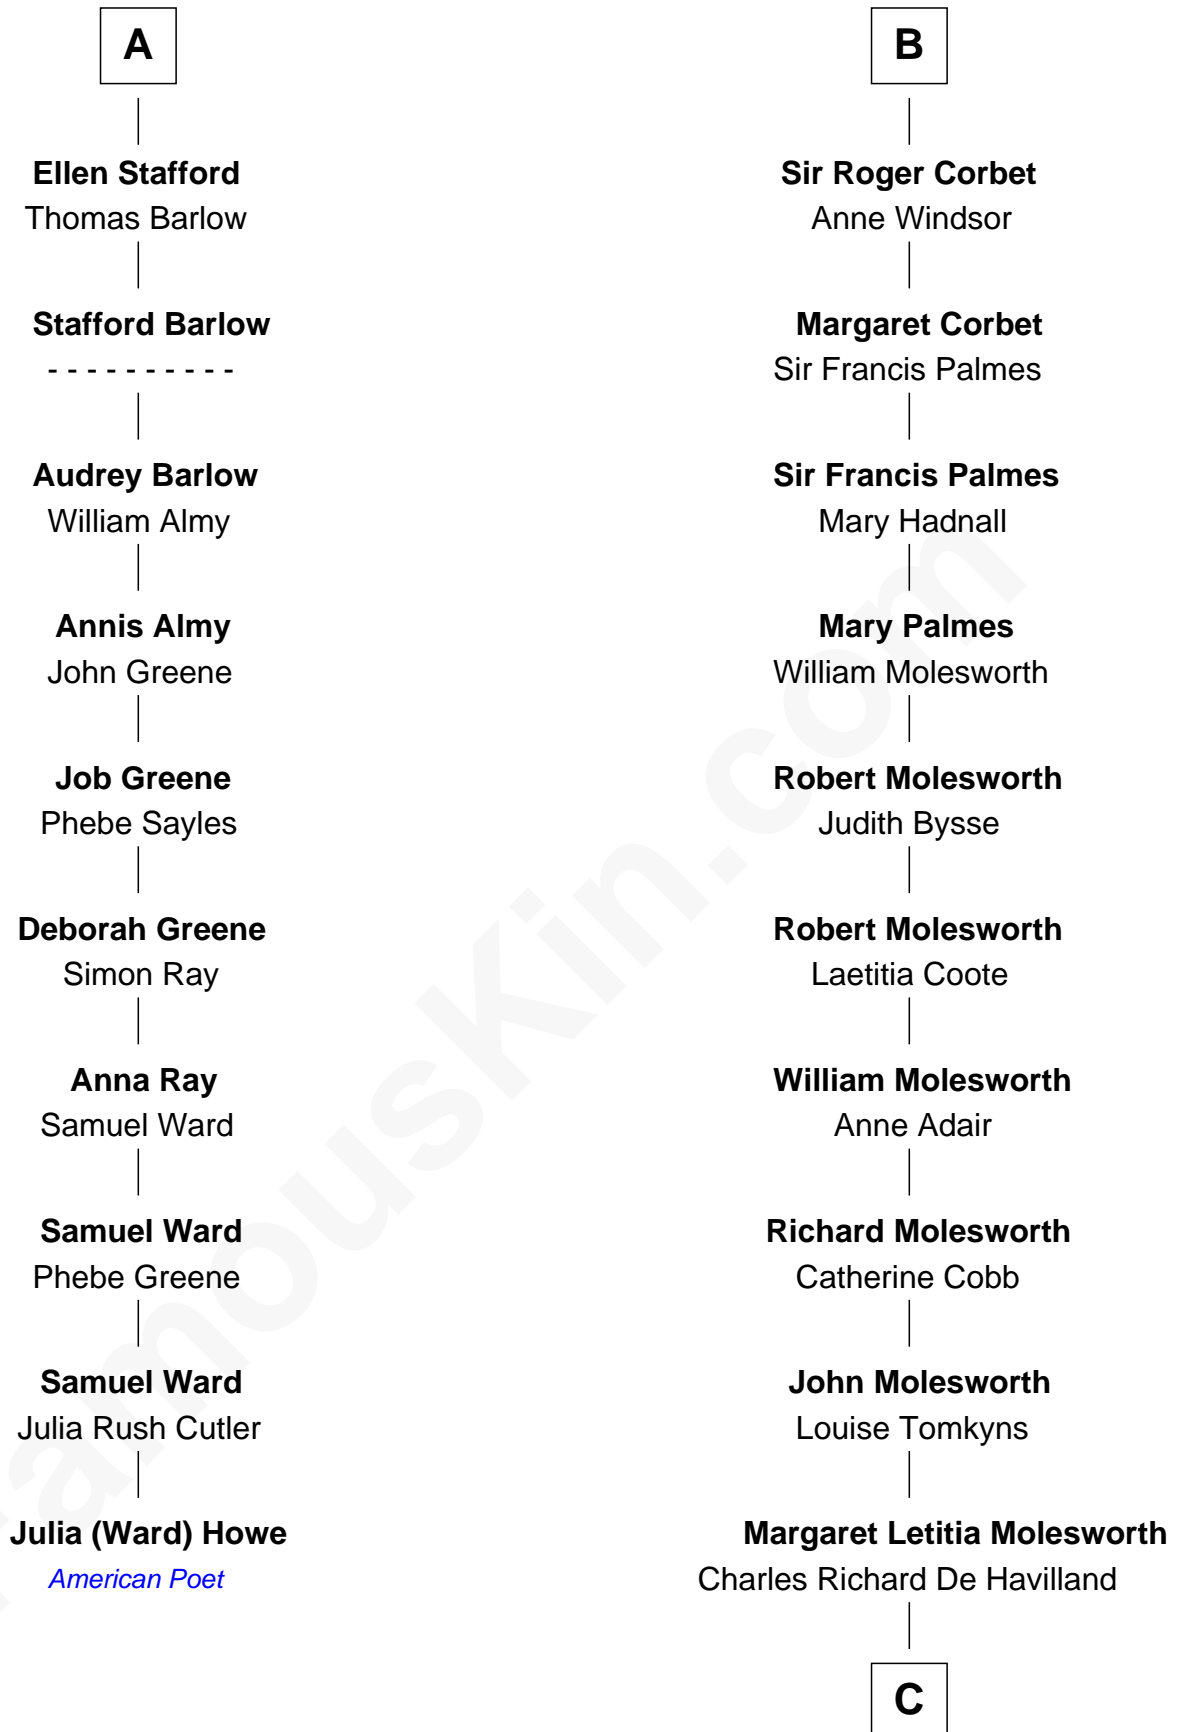 A
Ellen Stafford
Thomas Barlow
Stafford Barlow
- - - - - - - - - -
Audrey Barlow
William Almy
Annis Almy
John Greene
Job Greene
Phebe Sayles
Deborah Greene
Simon Ray
Anna Ray
Samuel Ward
Samuel Ward
Phebe Greene
Samuel Ward
Julia Rush Cutler
Julia (Ward) Howe
American Poet
B
Sir Roger Corbet
Anne Windsor
Margaret Corbet
Sir Francis Palmes
Sir Francis Palmes
Mary Hadnall
Mary Palmes
William Molesworth
Robert Molesworth
Judith Bysse
Robert Molesworth
Laetitia Coote
William Molesworth
Anne Adair
Richard Molesworth
Catherine Cobb
John Molesworth
Louise Tomkyns
Margaret Letitia Molesworth
Charles Richard De Havilland
C
FamousKin.com